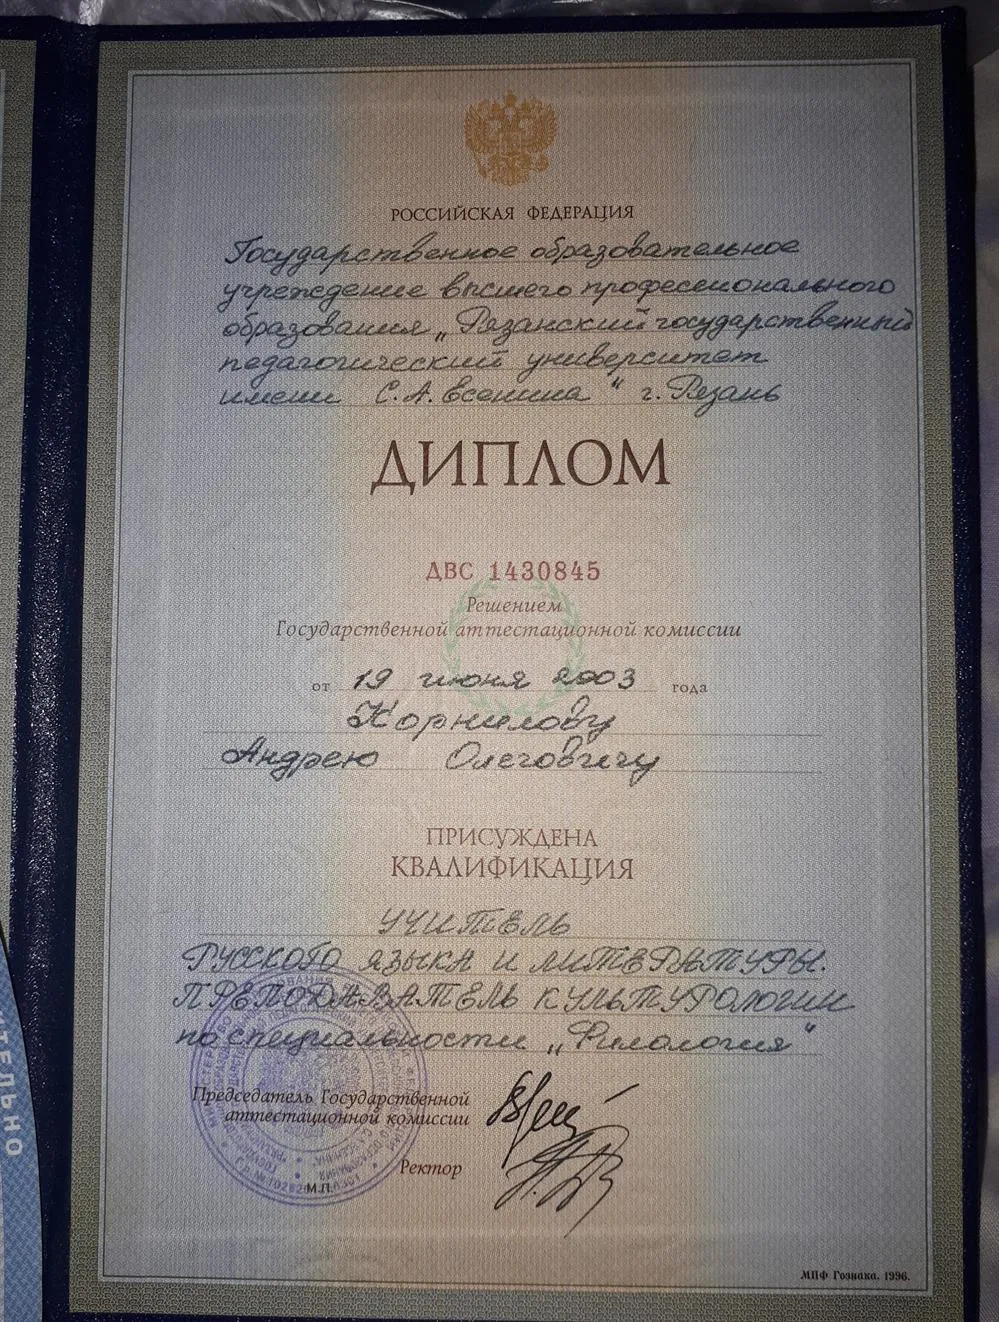 РОССИЙСКАЯ ФЕДЕРАЦИЯ
Государственное образовательное
учреждение высшего профессионального
образования „Рязанский государственный
педагогический университет
имени С.А. Есенина" г. Рязань
ДИПЛОМ
ДВС 1430845
Решением
Государственной аттестационной комиссии
от 19 июня 2003 года
Корнилову
Андрею Олеговичу
ПРИСУЖДЕНА
КВАЛИФИКАЦИЯ
УЧИТЕЛЬ
РУССКОГО ЯЗЫКА И ЛИТЕРАТУРЫ.
ПРЕПОДАВАТЕЛЬ КУЛЬТУРОЛОГИИ
по специальности „Филология"
Председатель Государственной
аттестационной комиссии
Ректор
М.П.
МПФ Гознака. 1996.
ТЕЛЬНО